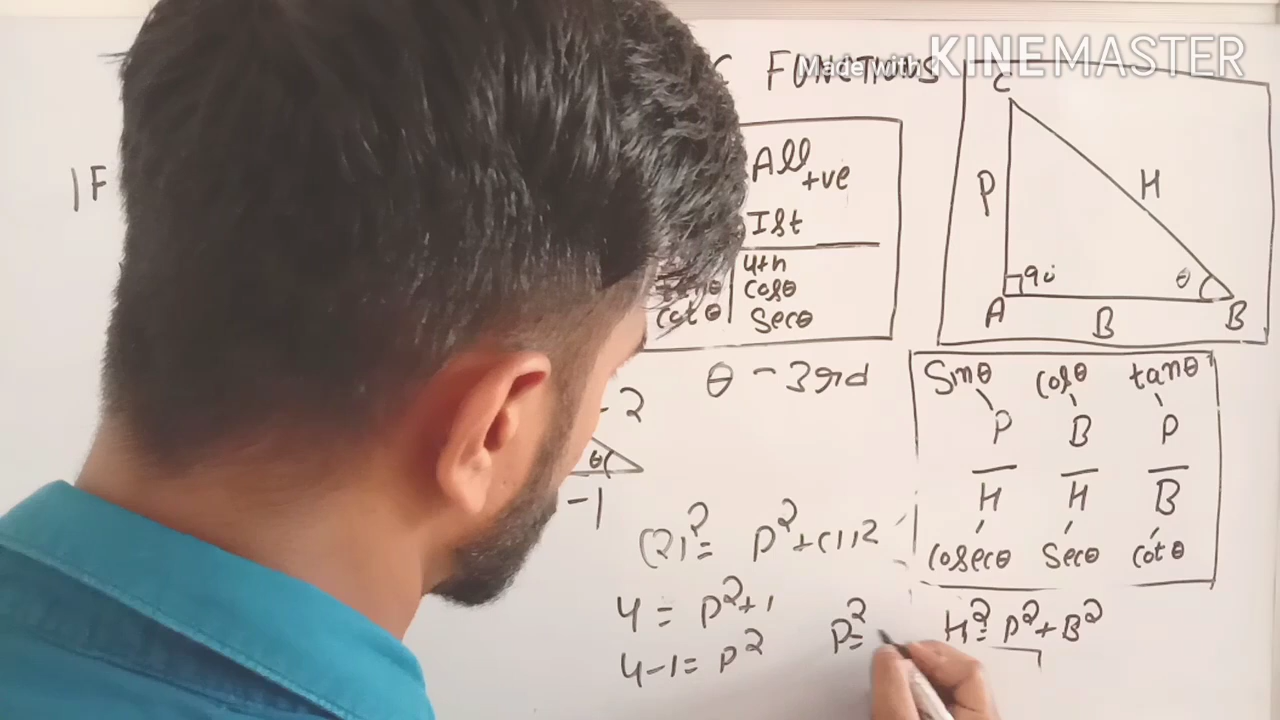 Made with KINEMASTER
C FUNCTIONS
IF
All
+ve
Ist
4th
θ cosθ
cotθ secθ
C
P
H
90°
θ
A
B
B
θ - 3rd
- 2
θ
-1
sinθ cosθ tanθ
P B P
H H B
cosecθ secθ cotθ
(2)²= P²+(1)²
4 = P²+1
4-1= P²
P²=
H²= P²+B²